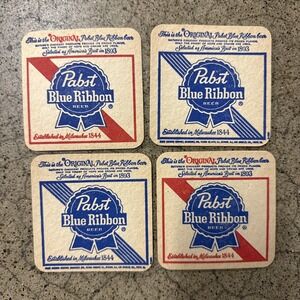 This is the ORIGINAL Pabst Blue Ribbon beer.
Selected as America's Best in 1893
Pabst
Blue Ribbon
BEER
Established in Milwaukee 1844
This is the ORIGINAL Pabst Blue Ribbon beer.
Selected as America's Best in 1893
Pabst
Blue Ribbon
BEER
Established in Milwaukee 1844
This is the ORIGINAL Pabst Blue Ribbon beer.
Selected as America's Best in 1893
Pabst
Blue Ribbon
BEER
Established in Milwaukee 1844
This is the ORIGINAL Pabst Blue Ribbon beer.
Selected as America's Best in 1893
Pabst
Blue Ribbon
BEER
Established in Milwaukee 1844